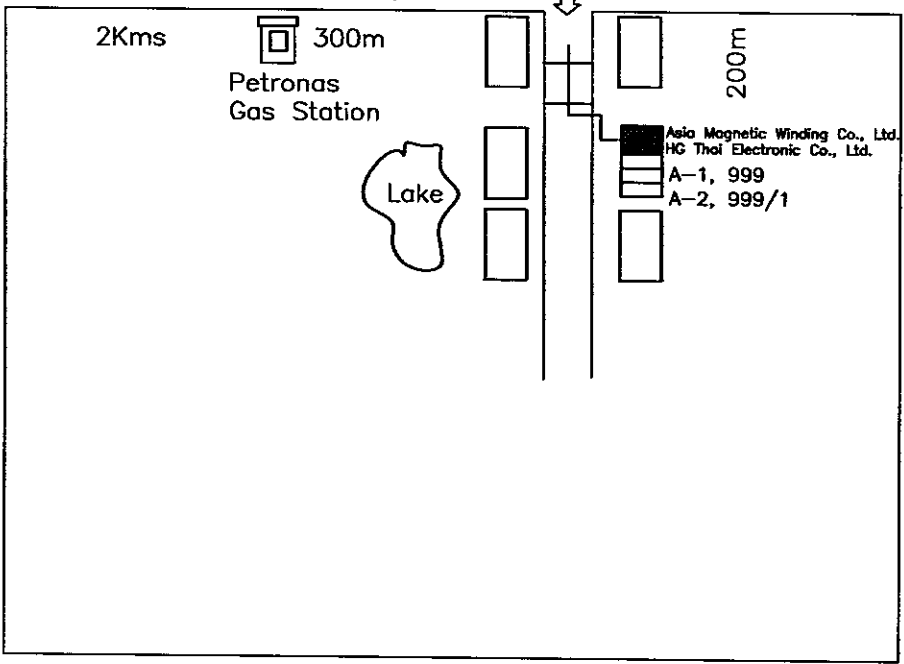 2Kms
300m
200m
Petronas
Gas Station
Asia Magnetic Winding Co., Ltd.
HG Thai Electronic Co., Ltd.
A-1, 999
A-2, 999/1
Lake